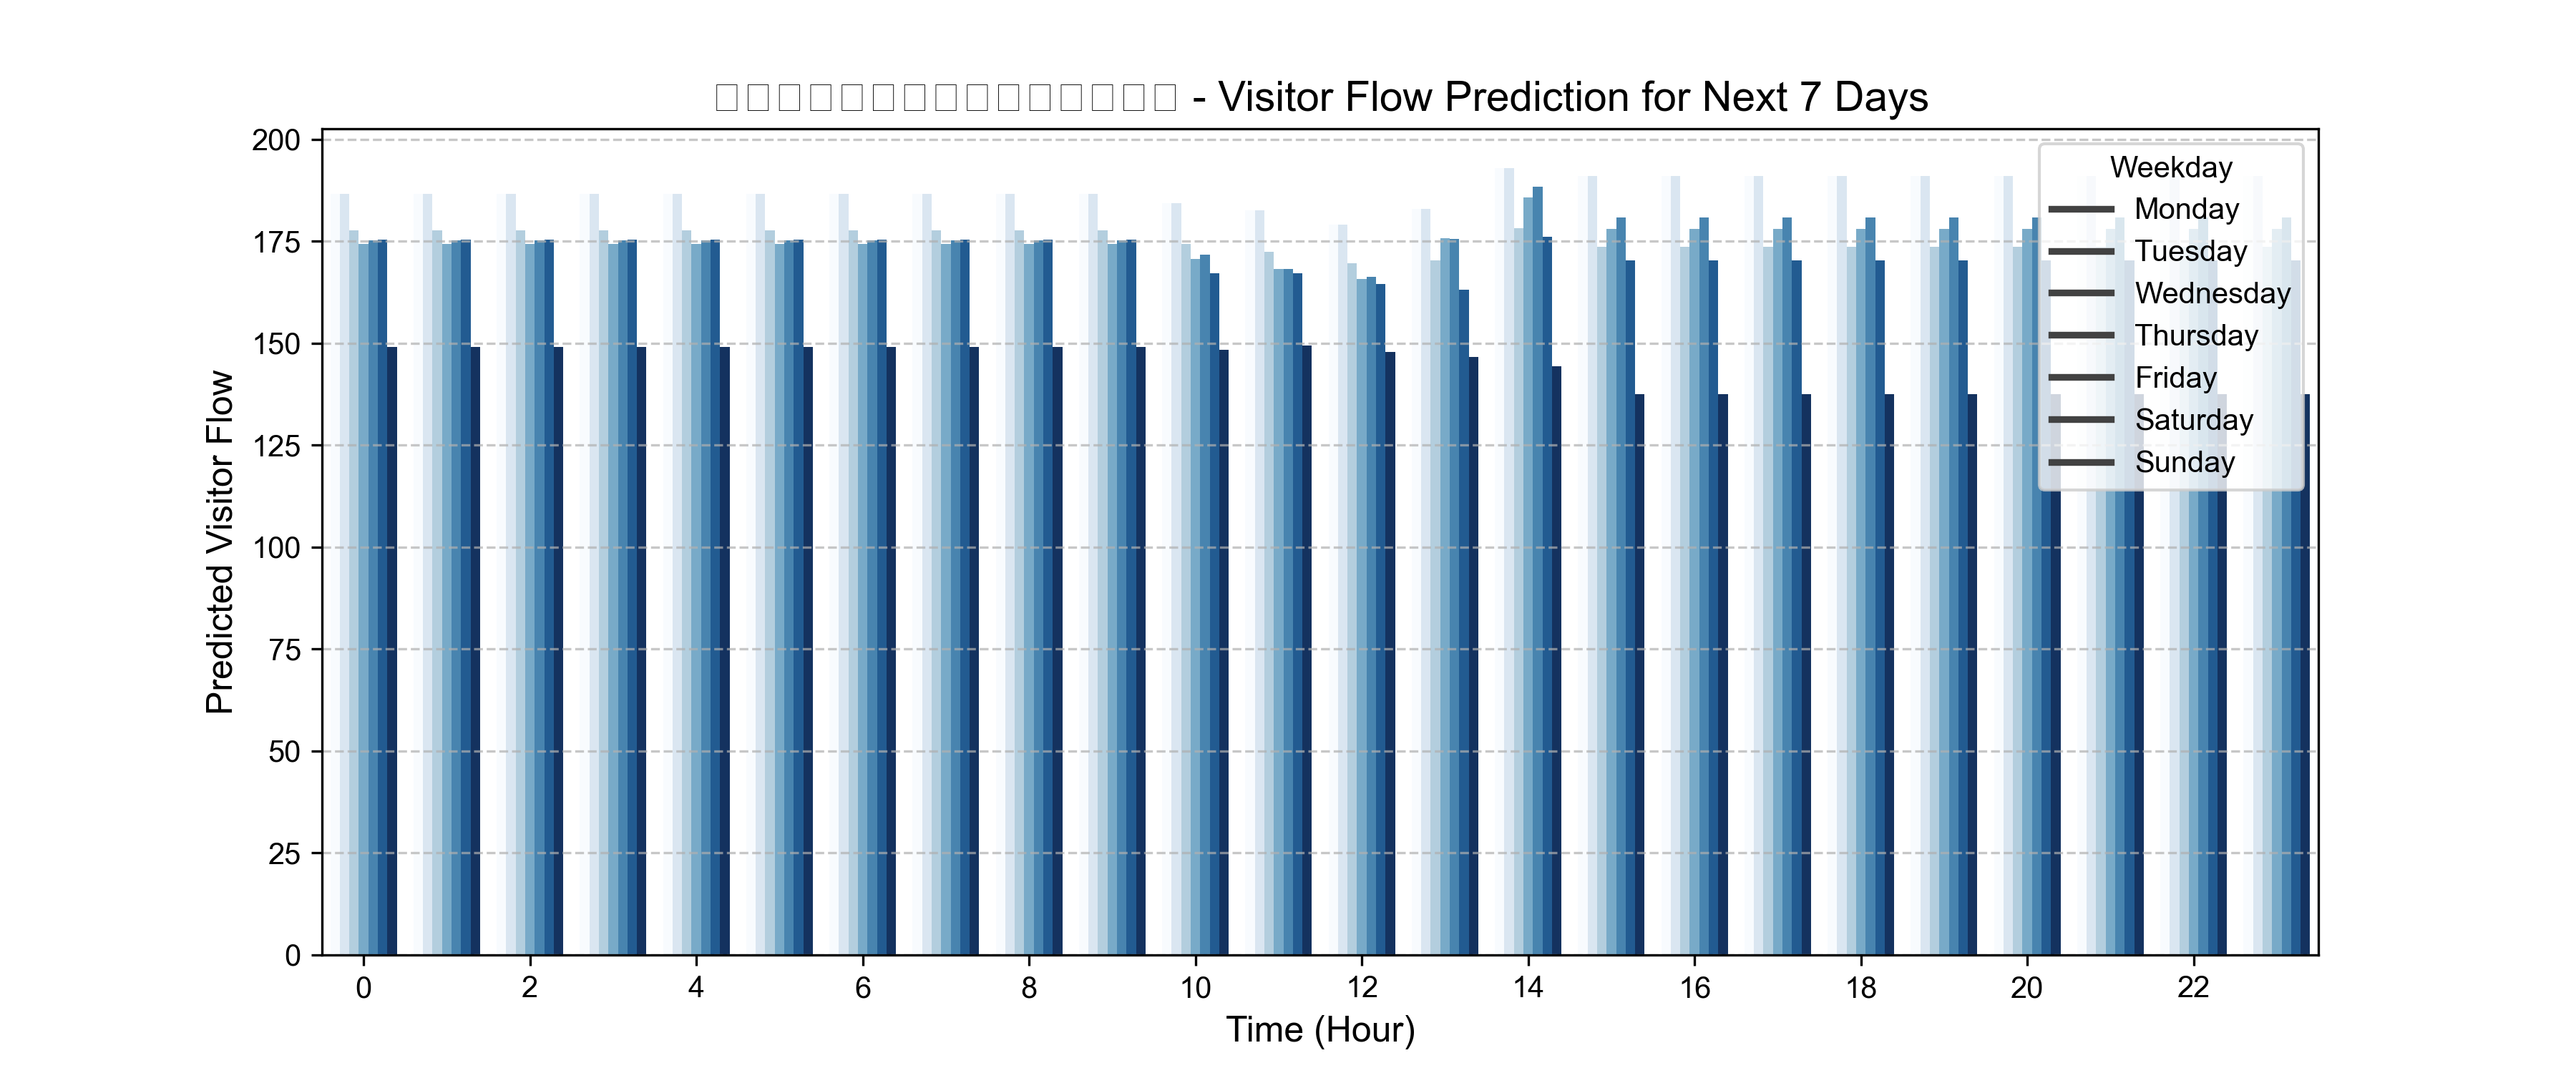 - Visitor Flow Prediction for Next 7 Days
200
175
150
125
100
75
50
25
0
Predicted Visitor Flow
Weekday
Monday
Tuesday
Wednesday
Thursday
Friday
Saturday
Sunday
0 2 4 6 8 10 12 14 16 18 20 22
Time (Hour)